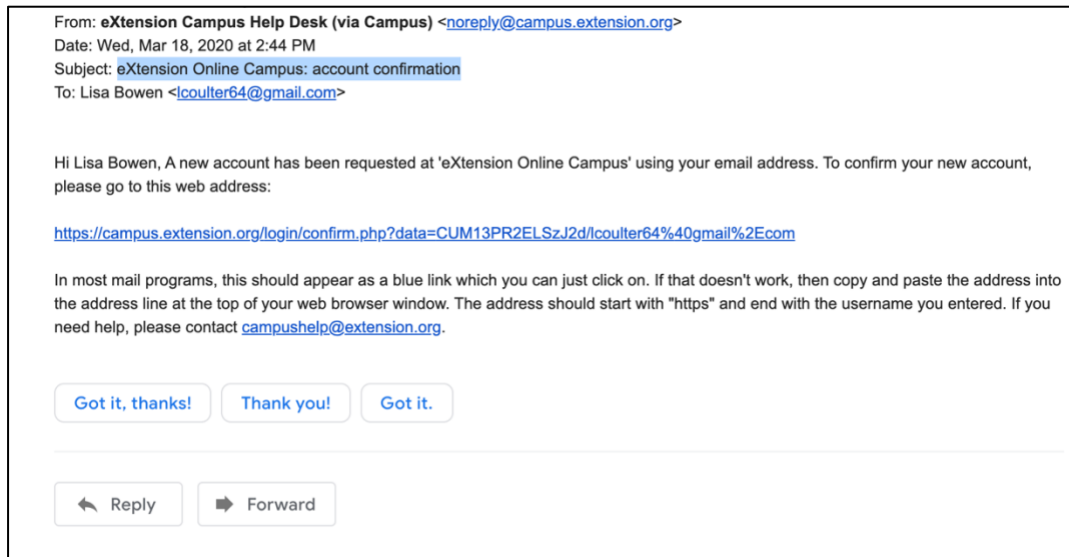 From: eXtension Campus Help Desk (via Campus) <noreply@campus.extension.org>
Date: Wed, Mar 18, 2020 at 2:44 PM
Subject: eXtension Online Campus: account confirmation
To: Lisa Bowen <lcoulter64@gmail.com>
Hi Lisa Bowen, A new account has been requested at 'eXtension Online Campus' using your email address. To confirm your new account,
please go to this web address:
https://campus.extension.org/login/confirm.php?data=CUM13PR2ELSzJ2d/lcoulter64%40gmail%2Ecom
In most mail programs, this should appear as a blue link which you can just click on. If that doesn't work, then copy and paste the address into
the address line at the top of your web browser window. The address should start with "https" and end with the username you entered. If you
need help, please contact campushelp@extension.org.
Got it, thanks! Thank you! Got it.
Reply Forward